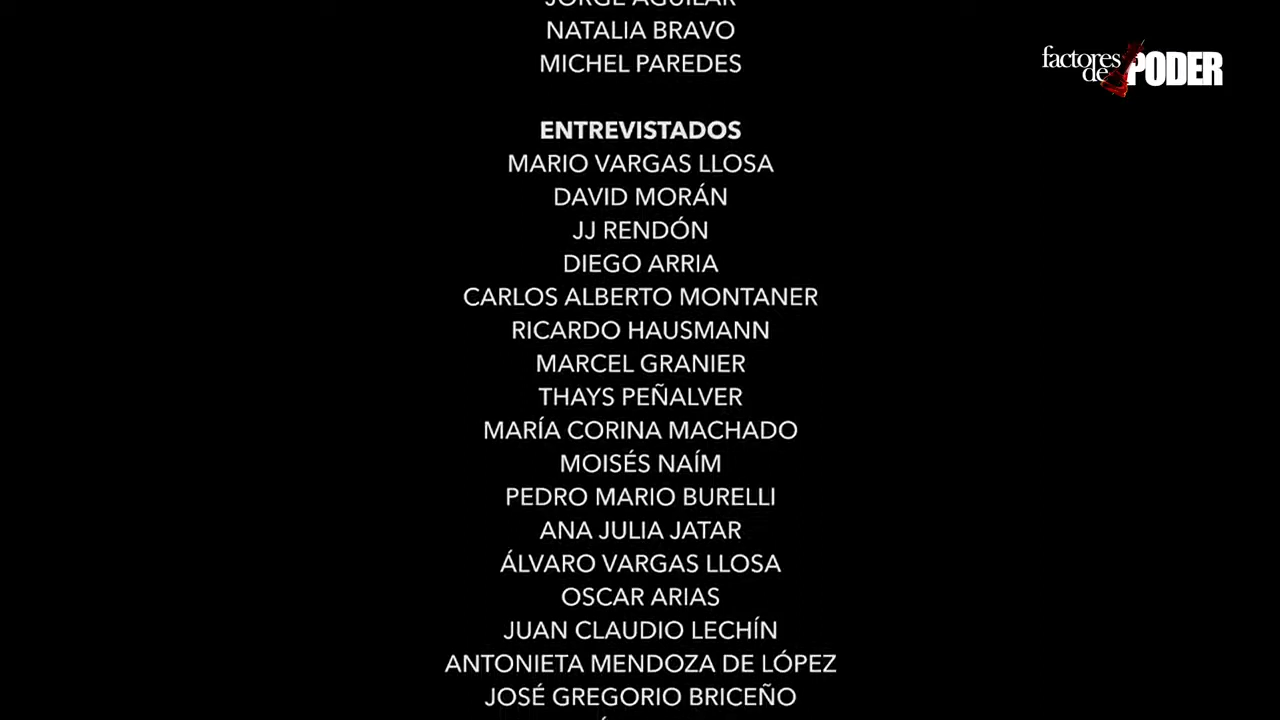 JORGE AGUILAR
NATALIA BRAVO
MICHEL PAREDES
factores
de PODER
ENTREVISTADOS
MARIO VARGAS LLOSA
DAVID MORÁN
JJ RENDÓN
DIEGO ARRIA
CARLOS ALBERTO MONTANER
RICARDO HAUSMANN
MARCEL GRANIER
THAYS PEÑALVER
MARÍA CORINA MACHADO
MOISÉS NAÍM
PEDRO MARIO BURELLI
ANA JULIA JATAR
ÁLVARO VARGAS LLOSA
OSCAR ARIAS
JUAN CLAUDIO LECHÍN
ANTONIETA MENDOZA DE LÓPEZ
JOSÉ GREGORIO BRICEÑO